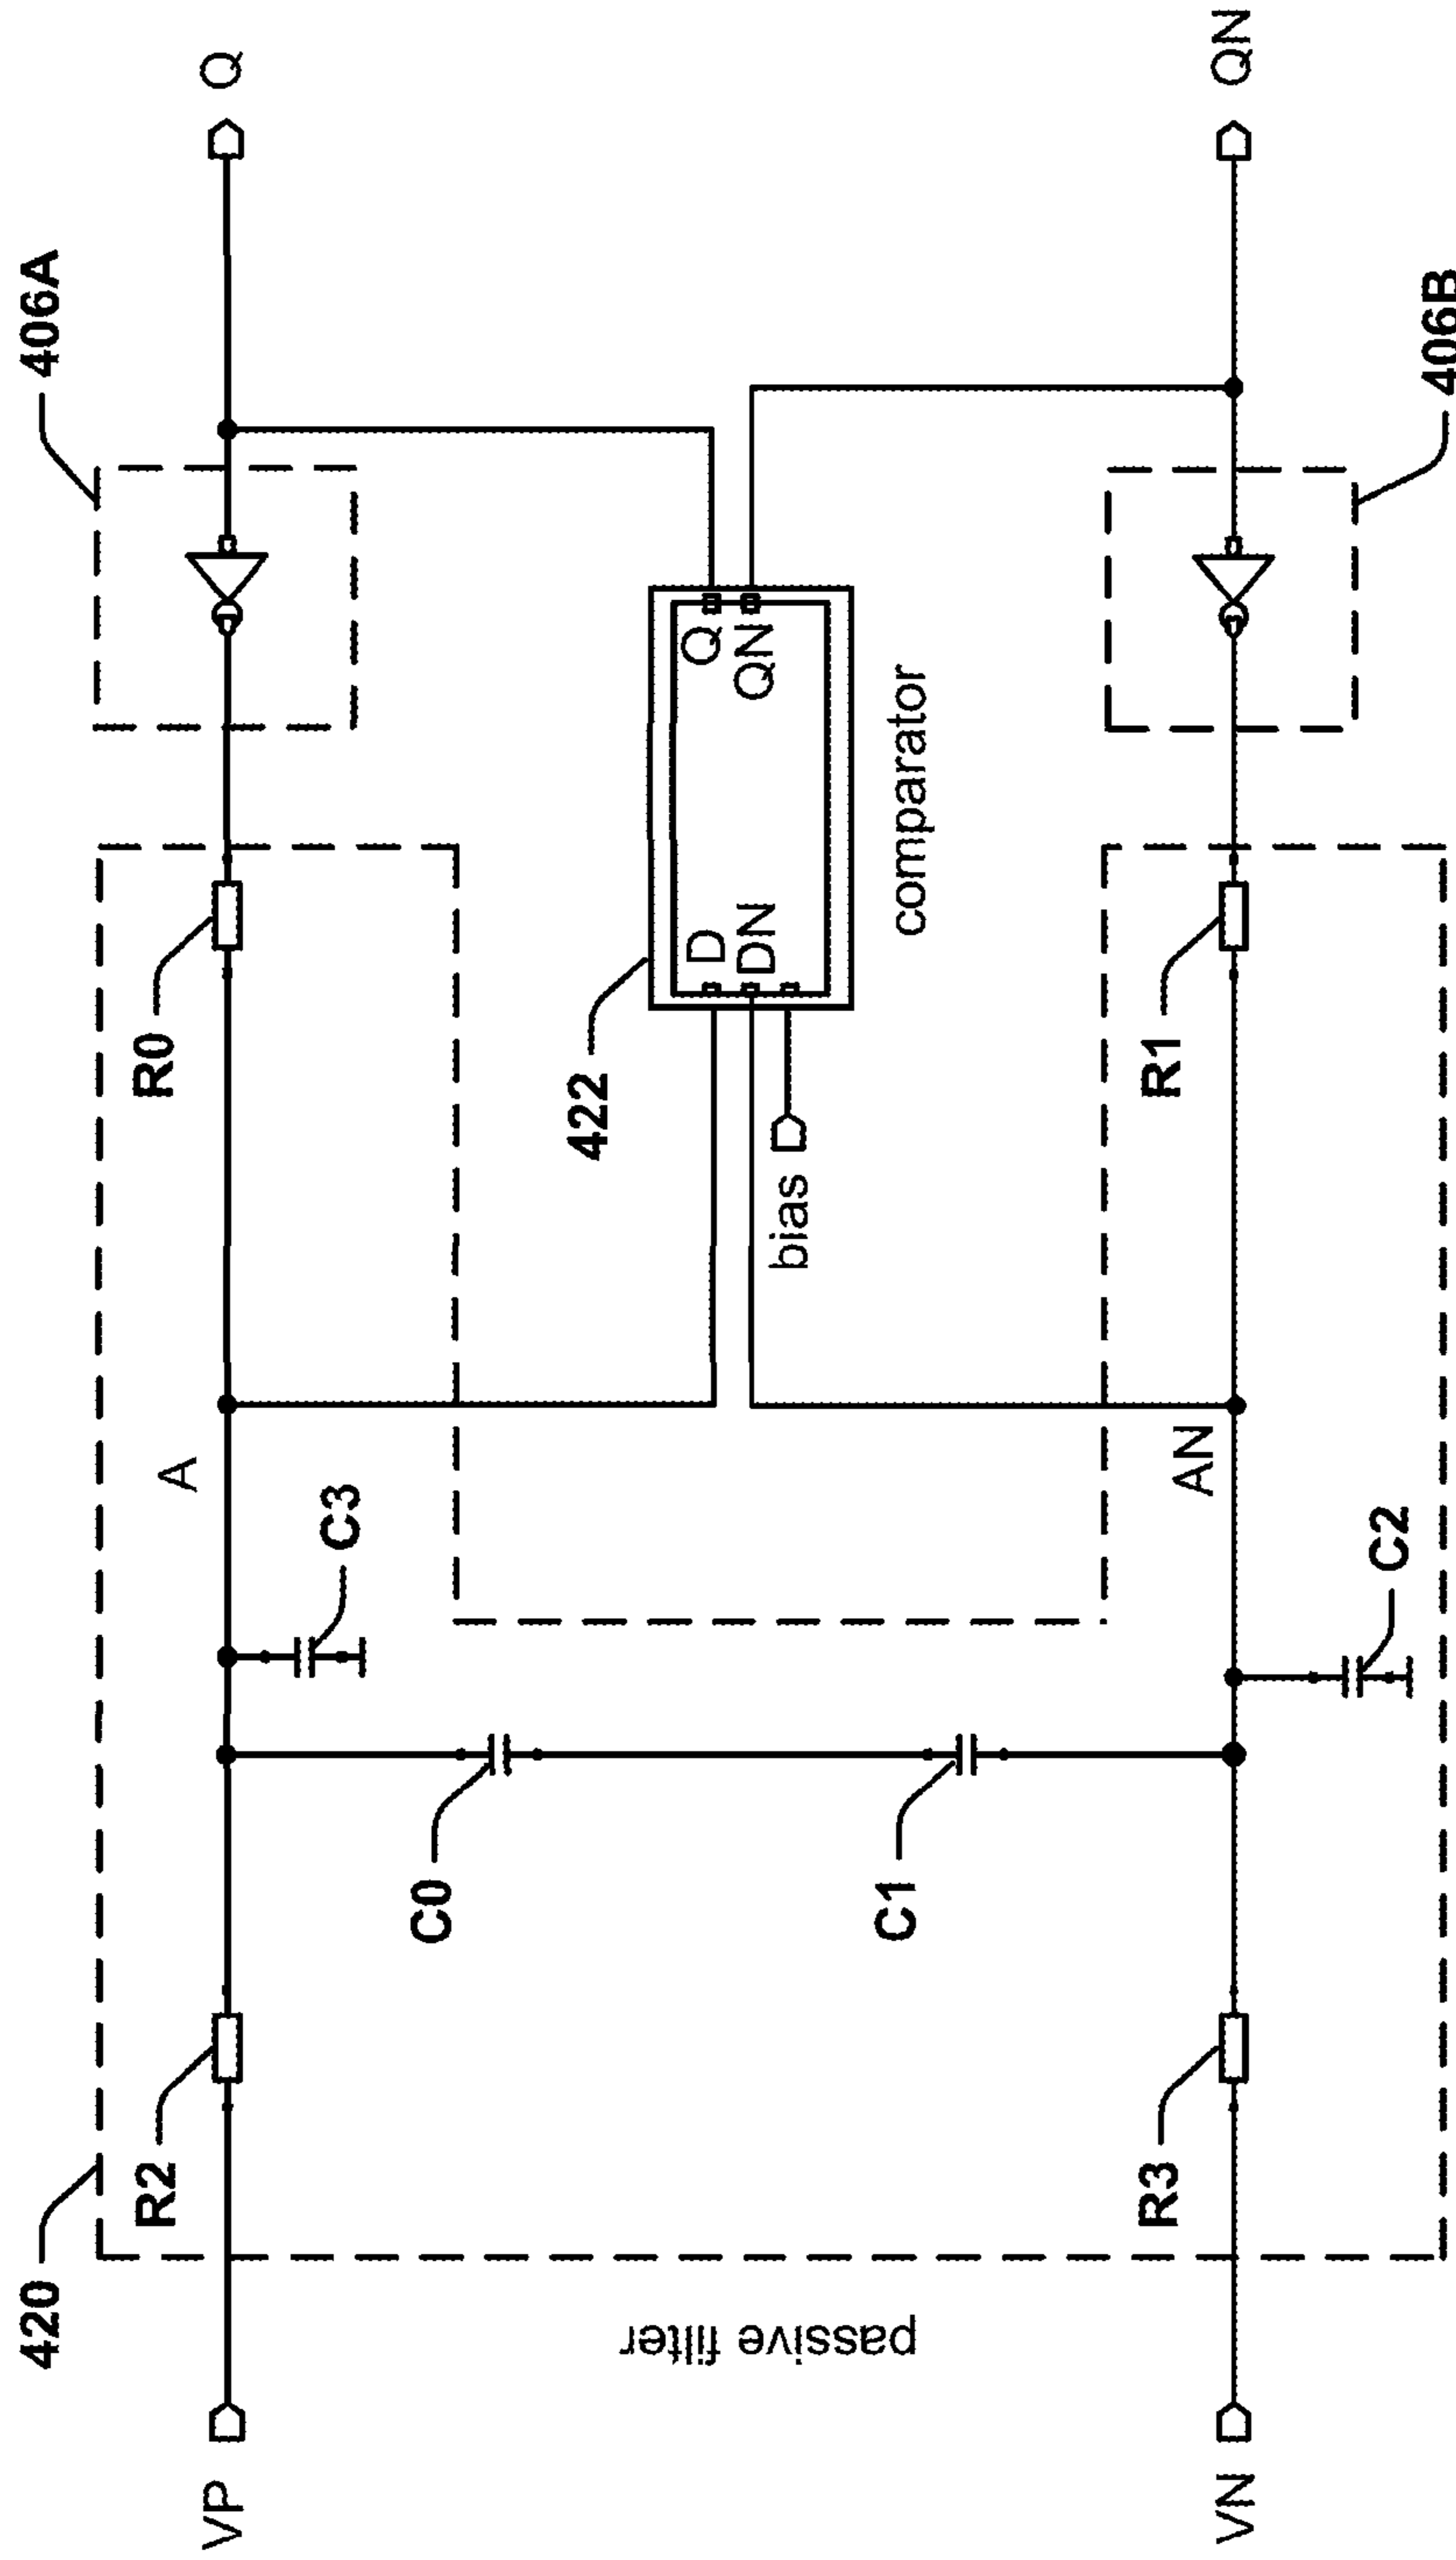 420
VP
R2
C0
C3
A
R0
406A
Q
422
D
DN
Q
QN
bias
comparator
passive filter
VN
R3
C1
C2
AN
R1
406B
QN